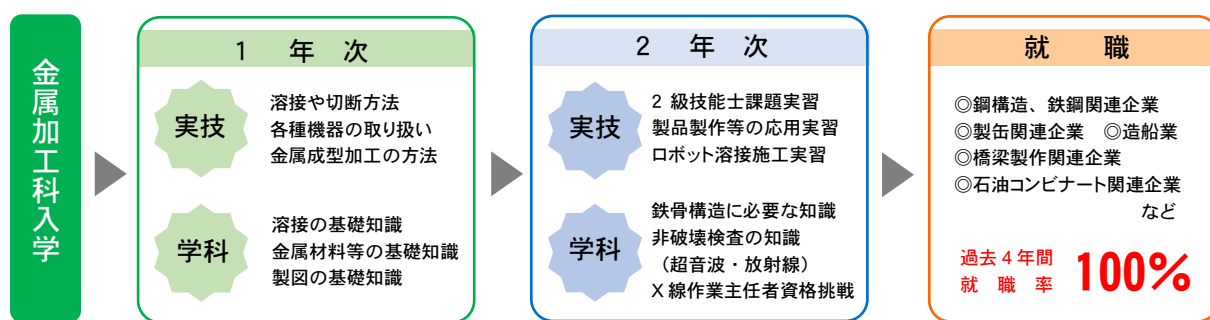 金属加工科入学
1 年 次
実技
溶接や切断方法
各種機器の取り扱い
金属成型加工の方法
学科
溶接の基礎知識
金属材料等の基礎知識
製図の基礎知識
2 年 次
実技
2 級技能士課題実習
製品製作等の応用実習
ロボット溶接施工実習
学科
鉄骨構造に必要な知識
非破壊検査の知識
(超音波・放射線)
X線作業主任者資格挑戦
就 職
◎鋼構造、鉄鋼関連企業
◎製缶関連企業 ◎造船業
◎橋梁製作関連企業
◎石油コンビナート関連企業
など
過去4年間
就 職 率
100%